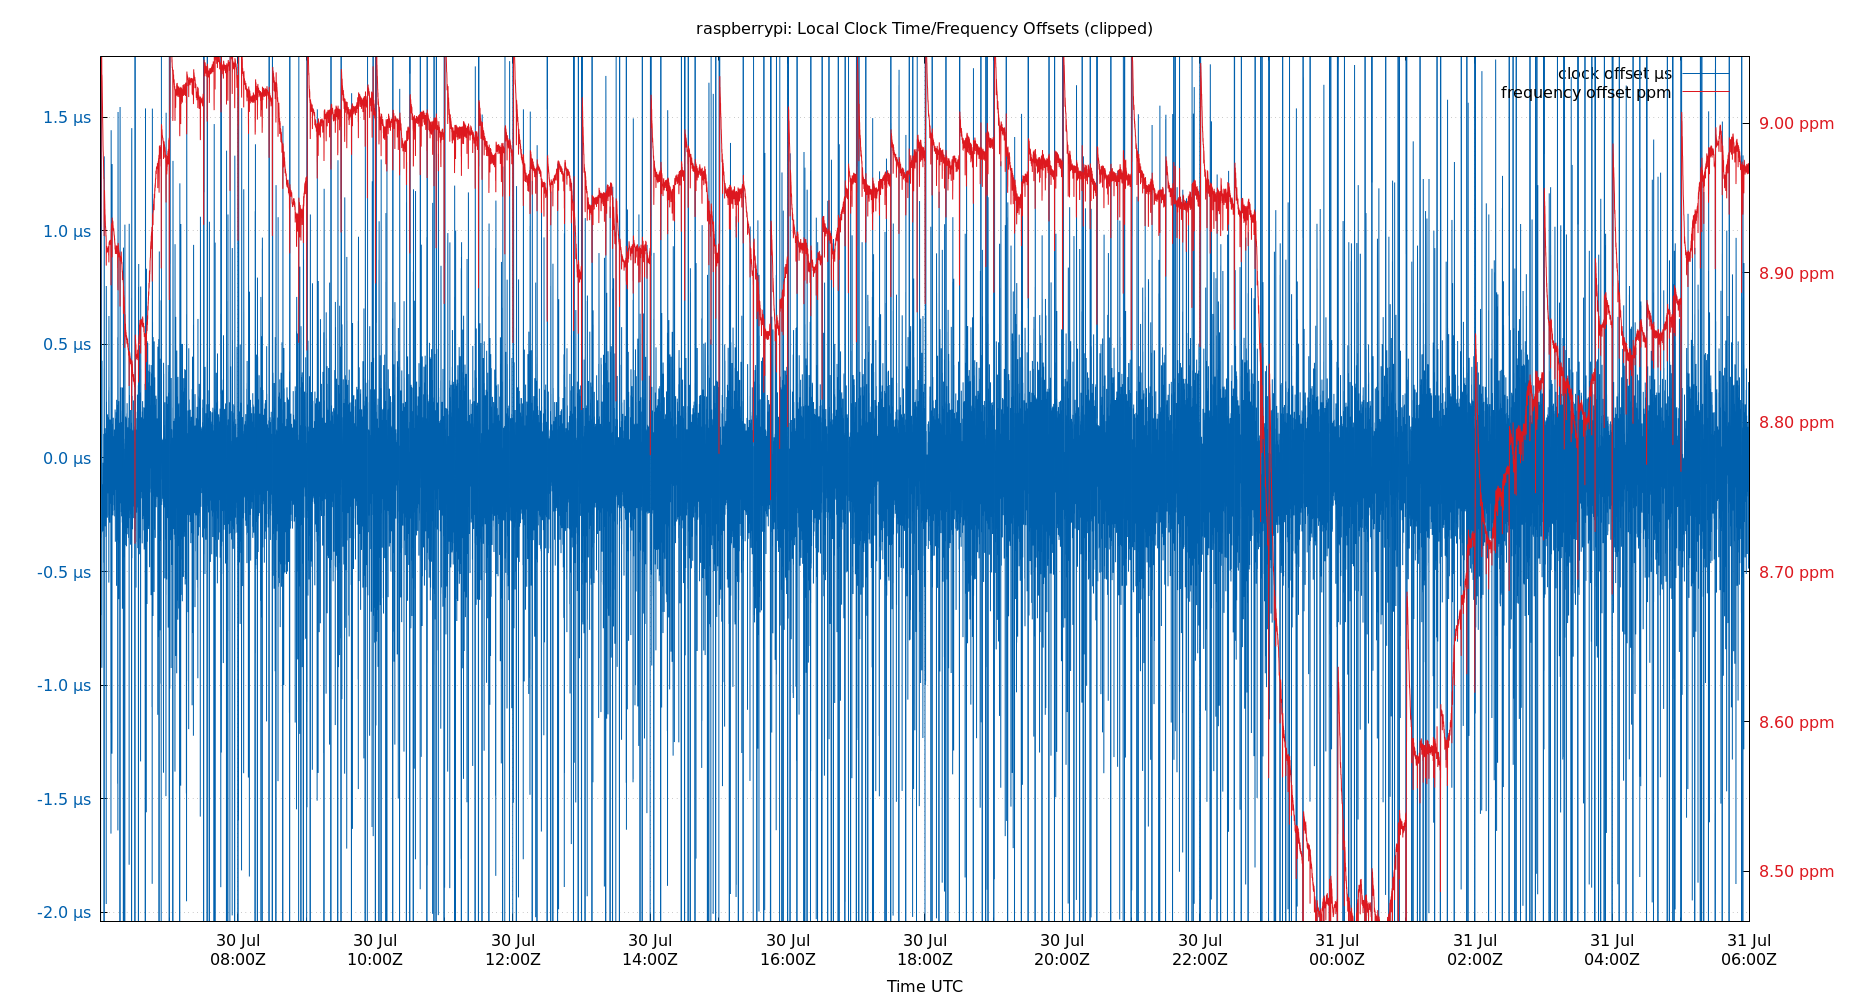 raspberrypi: Local Clock Time/Frequency Offsets (clipped)
clock offset µs
frequency offset ppm
1.5 µs
1.0 µs
0.5 µs
0.0 µs
-0.5 µs
-1.0 µs
-1.5 µs
-2.0 µs
9.00 ppm
8.90 ppm
8.80 ppm
8.70 ppm
8.60 ppm
8.50 ppm
30 Jul 30 Jul 30 Jul 30 Jul 30 Jul 30 Jul 30 Jul 30 Jul 31 Jul 31 Jul 31 Jul 31 Jul
08:00Z 10:00Z 12:00Z 14:00Z 16:00Z 18:00Z 20:00Z 22:00Z 00:00Z 02:00Z 04:00Z 06:00Z
Time UTC